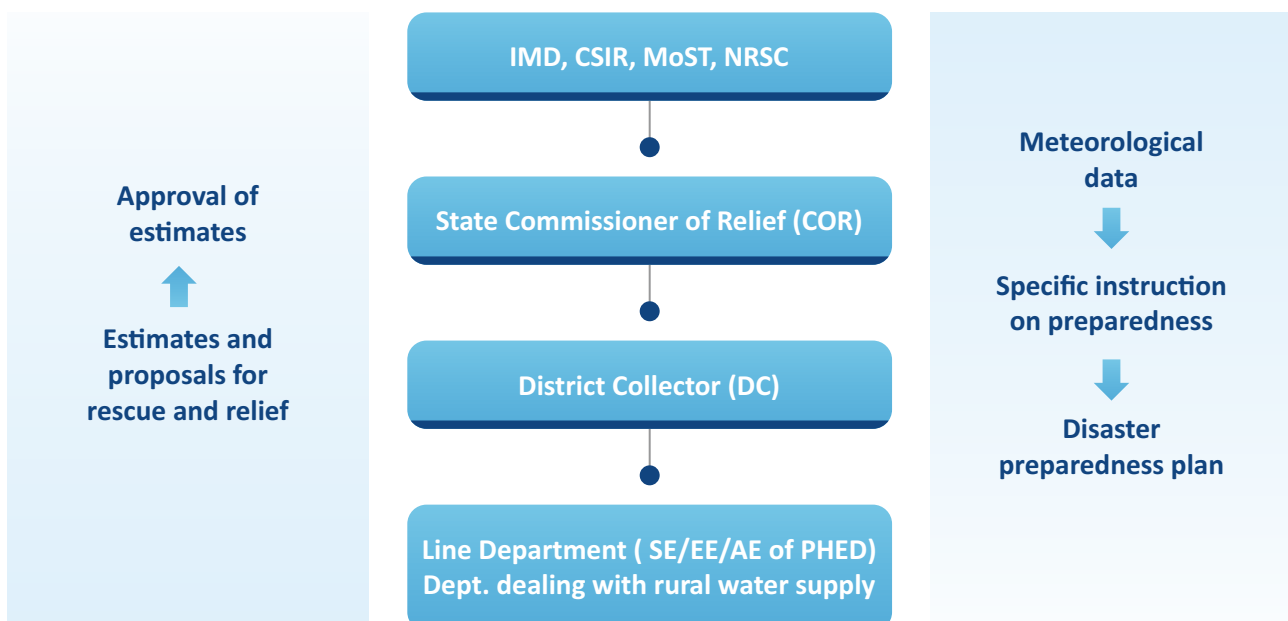 Approval of
estimates
Estimates and
proposals for
rescue and relief
IMD, CSIR, MoST, NRSC
State Commissioner of Relief (COR)
District Collector (DC)
Line Department ( SE/EE/AE of PHED)
Dept. dealing with rural water supply
Meteorological
data
Specific instruction
on preparedness
Disaster
preparedness plan